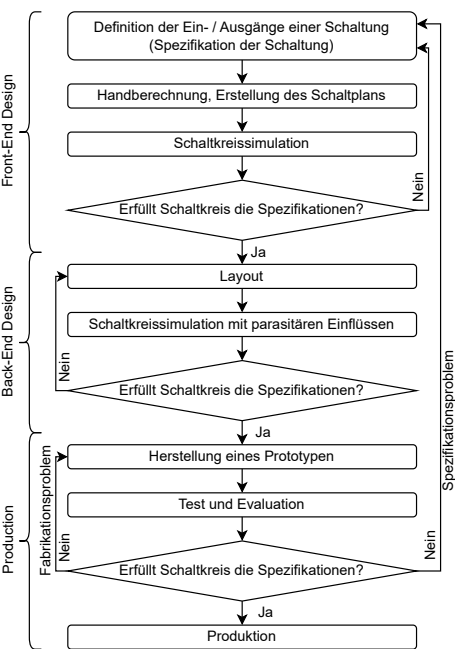 Definition der Ein- / Ausgänge einer Schaltung
(Spezifikation der Schaltung)
Handberechnung, Erstellung des Schaltplans
Schaltkreissimulation
Erfüllt Schaltkreis die Spezifikationen?
Nein
Ja
Front-End Design
Layout
Schaltkreissimulation mit parasitären Einflüssen
Erfüllt Schaltkreis die Spezifikationen?
Nein
Ja
Back-End Design
Herstellung eines Prototypen
Test und Evaluation
Erfüllt Schaltkreis die Spezifikationen?
Fabrikationsproblem
Nein
Nein
Spezifikationsproblem
Ja
Produktion
Production